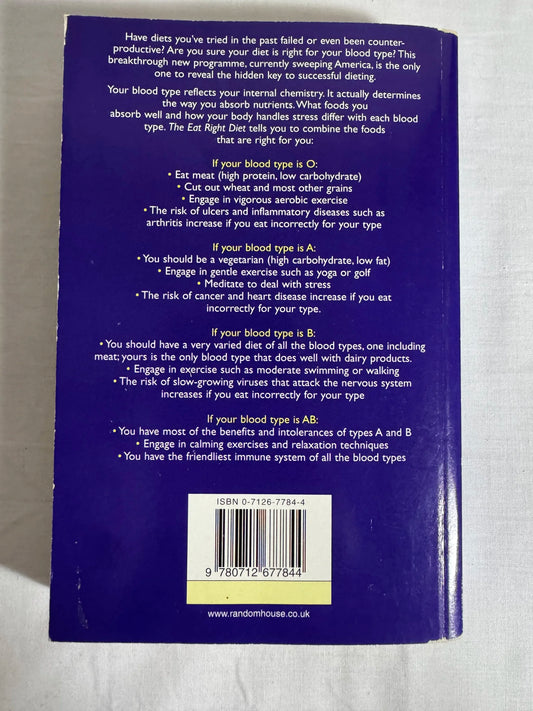 Have diets you've tried in the past failed or even been counter-
productive? Are you sure your diet is right for your blood type? This
breakthrough new programme, currently sweeping America, is the only
one to reveal the hidden key to successful dieting.
Your blood type reflects your internal chemistry. It actually determines
the way you absorb nutrients. What foods you
absorb well and how your body handles stress differ with each blood
type. The Eat Right Diet tells you to combine the foods
that are right for you:
If your blood type is O:
• Eat meat (high protein, low carbohydrate)
• Cut out wheat and most other grains
• Engage in vigorous aerobic exercise
• The risk of ulcers and inflammatory diseases such as
arthritis increase if you eat incorrectly for your type
If your blood type is A:
• You should be a vegetarian (high carbohydrate, low fat)
• Engage in gentle exercise such as yoga or golf
• Meditate to deal with stress
• The risk of cancer and heart disease increase if you eat
incorrectly for your type.
If your blood type is B:
• You should have a very varied diet of all the blood types, one including
meat; yours is the only blood type that does well with dairy products.
• Engage in exercise such as moderate swimming or walking
• The risk of slow-growing viruses that attack the nervous system
increases if you eat incorrectly for your type
If your blood type is AB:
• You have most of the benefits and intolerances of types A and B
• Engage in calming exercises and relaxation techniques
• You have the friendliest immune system of all the blood types
ISBN 0-7126-7784-4
9 780712 677844
www.randomhouse.co.uk